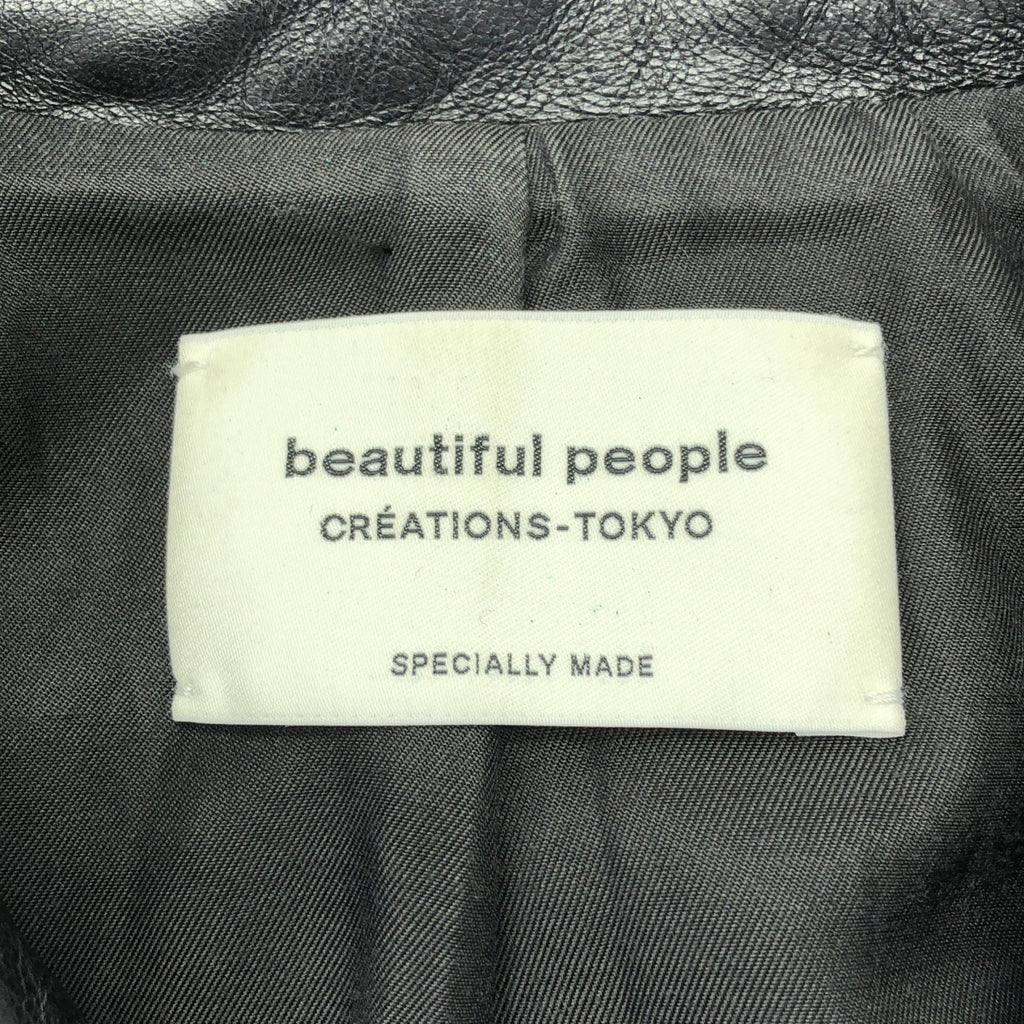 beautiful people
CRÉATIONS-TOKYO
SPECIALLY MADE